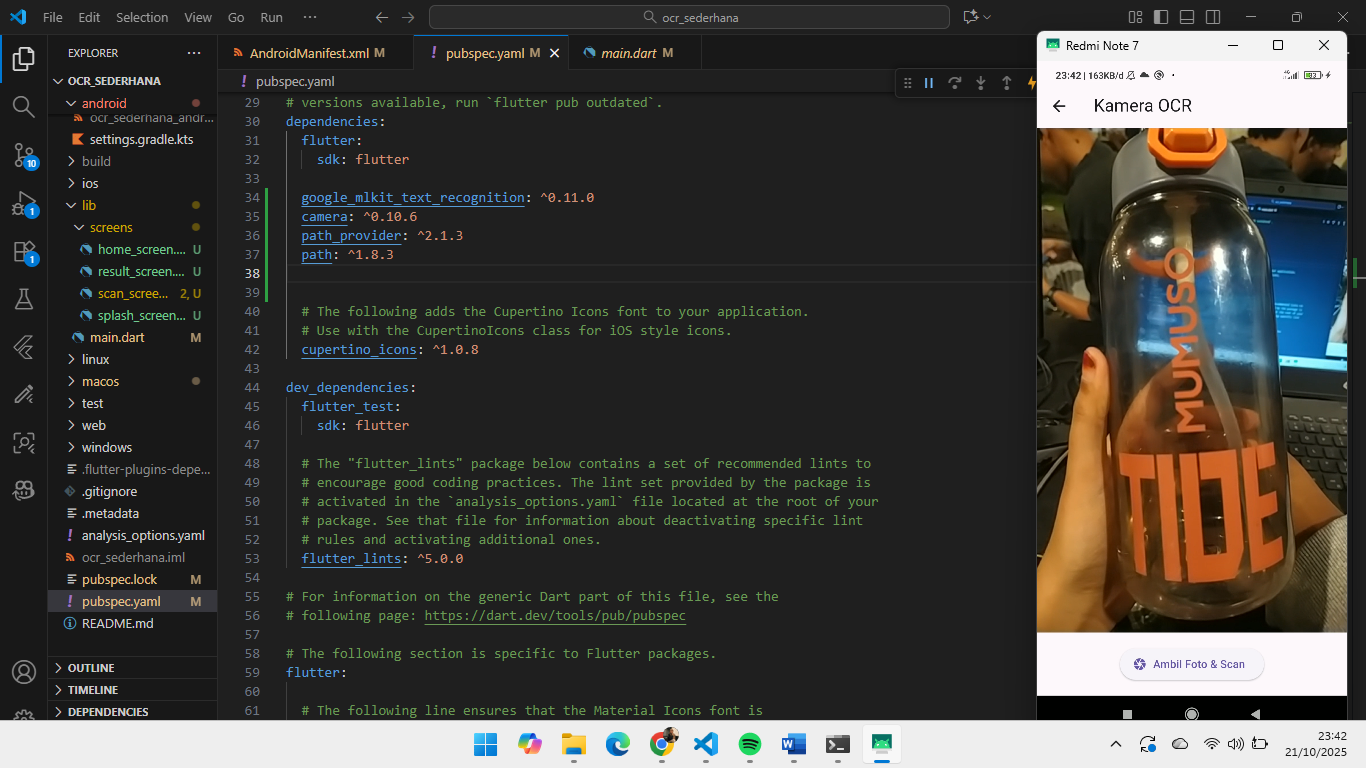 File Edit Selection View Go Run ···
ocr_sederhana
EXPLORER ···
OCR_SEDERHANA
android
ocr_sederhana_andr...
settings.gradle.kts
build
ios
lib
screens
home_screen.... U
result_screen.... U
scan_scree... 2, U
splash_screen... U
main.dart M
linux
macos
test
web
windows
.flutter-plugins-depe...
.gitignore
.metadata
analysis_options.yaml
ocr_sederhana.iml
pubspec.lock M
pubspec.yaml M
README.md
OUTLINE
TIMELINE
DEPENDENCIES
10
1
1
AndroidManifest.xml M
pubspec.yaml M
main.dart M
pubspec.yaml
29 # versions available, run `flutter pub outdated`.
30 dependencies:
31 flutter:
32 sdk: flutter
33
34 google_mlkit_text_recognition: ^0.11.0
35 camera: ^0.10.6
36 path_provider: ^2.1.3
37 path: ^1.8.3
38
39
40 # The following adds the Cupertino Icons font to your application.
41 # Use with the CupertinoIcons class for iOS style icons.
42 cupertino_icons: ^1.0.8
43
44 dev_dependencies:
45 flutter_test:
46 sdk: flutter
47
48 # The "flutter_lints" package below contains a set of recommended lints to
49 # encourage good coding practices. The lint set provided by the package is
50 # activated in the `analysis_options.yaml` file located at the root of your
51 # package. See that file for information about deactivating specific lint
52 # rules and activating additional ones.
53 flutter_lints: ^5.0.0
54
55 # For information on the generic Dart part of this file, see the
56 # following page: https://dart.dev/tools/pub/pubspec
57
58 # The following section is specific to Flutter packages.
59 flutter:
60
61 # The following line ensures that the Material Icons font is
Redmi Note 7
23:42 | 163KB/d
Kamera OCR
MUMUSO
TIDE
Ambil Foto & Scan
23:42
21/10/2025